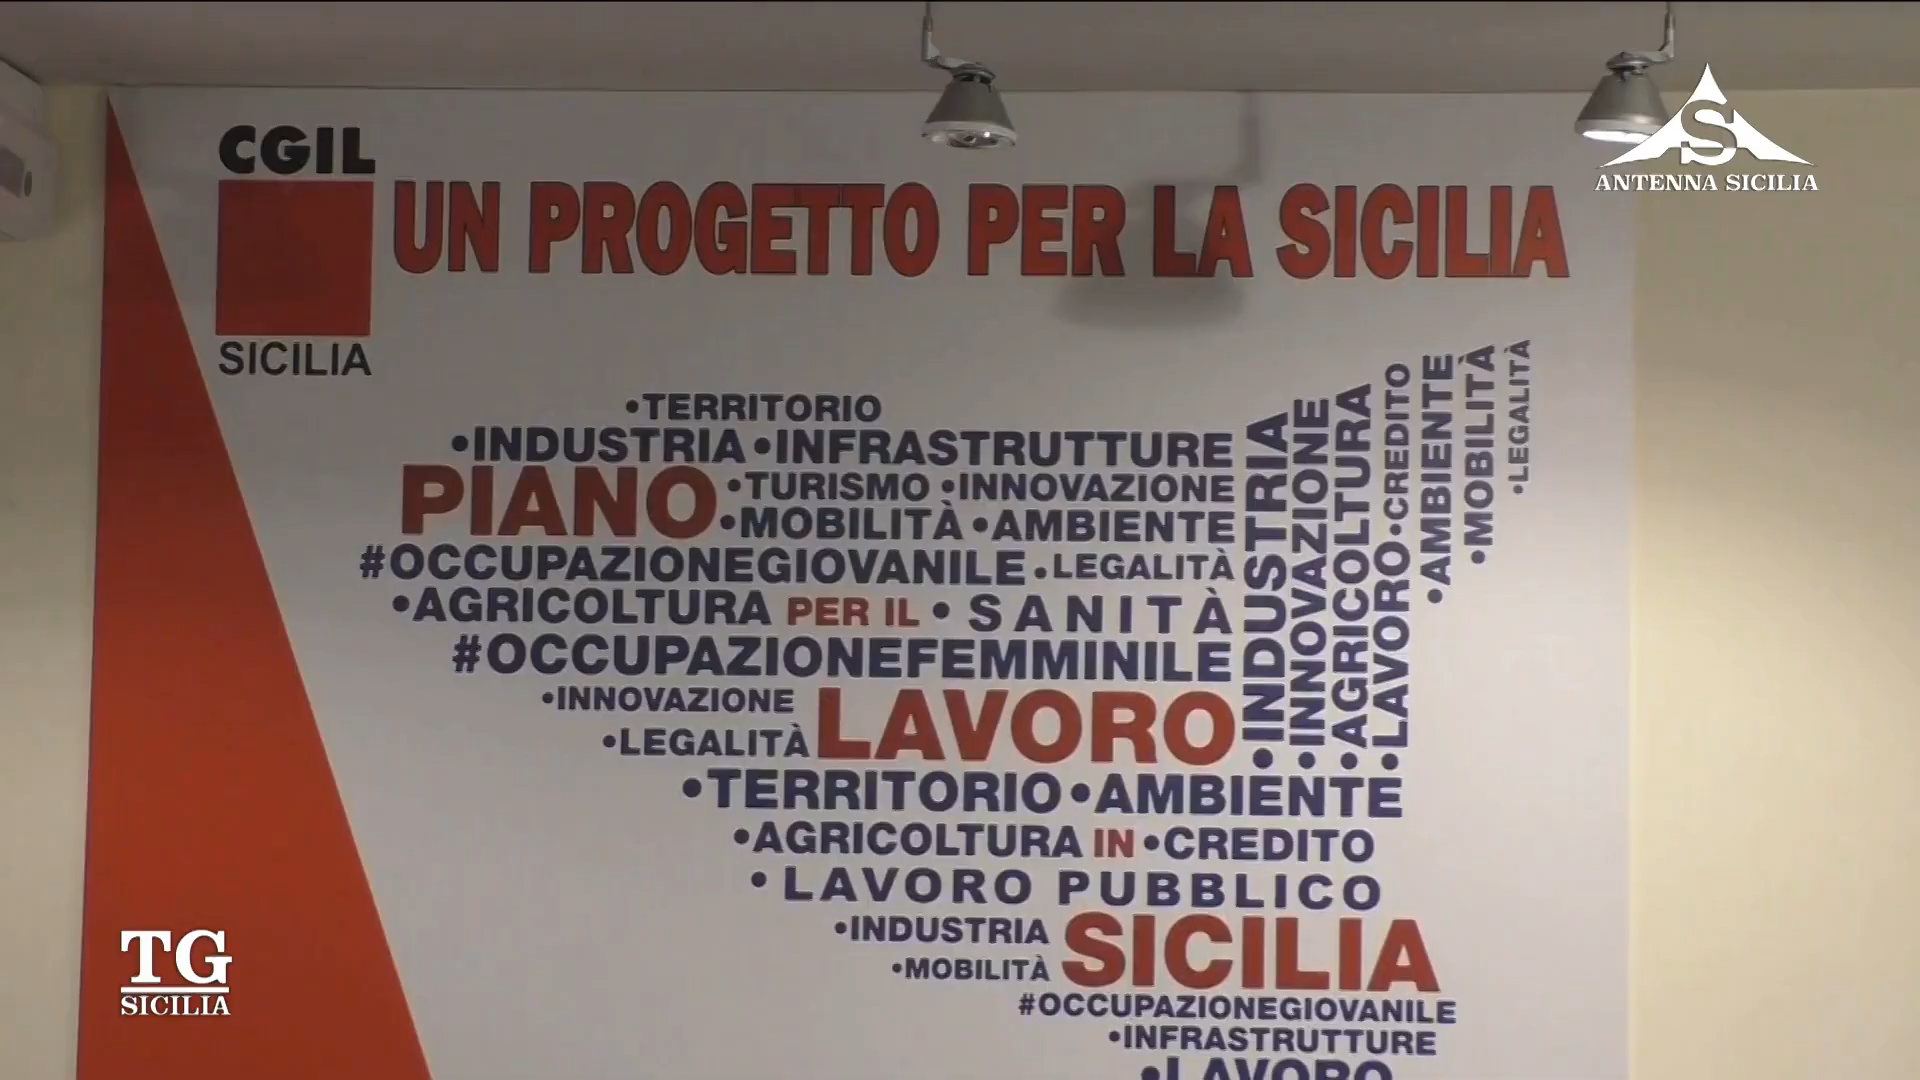 CGIL
SICILIA
UN PROGETTO PER LA SICILIA
ANTENNA SICILIA
•TERRITORIO
•INDUSTRIA •INFRASTRUTTURE
PIANO •TURISMO •INNOVAZIONE
•MOBILITÀ •AMBIENTE
#OCCUPAZIONEGIOVANILE •LEGALITÀ
•AGRICOLTURA PER IL • SANITÀ
#OCCUPAZIONEFEMMINILE
•INNOVAZIONE LAVORO
•LEGALITÀ
•INDUSTRIA
•INNOVAZIONE
•AGRICOLTURA
•LAVORO •CREDITO
•AMBIENTE
•MOBILITÀ
•LEGALITÀ
•TERRITORIO •AMBIENTE
•AGRICOLTURA IN •CREDITO
• LAVORO PUBBLICO
•INDUSTRIA SICILIA
•MOBILITÀ
#OCCUPAZIONEGIOVANILE
•INFRASTRUTTURE
•LAVORO
TG
SICILIA